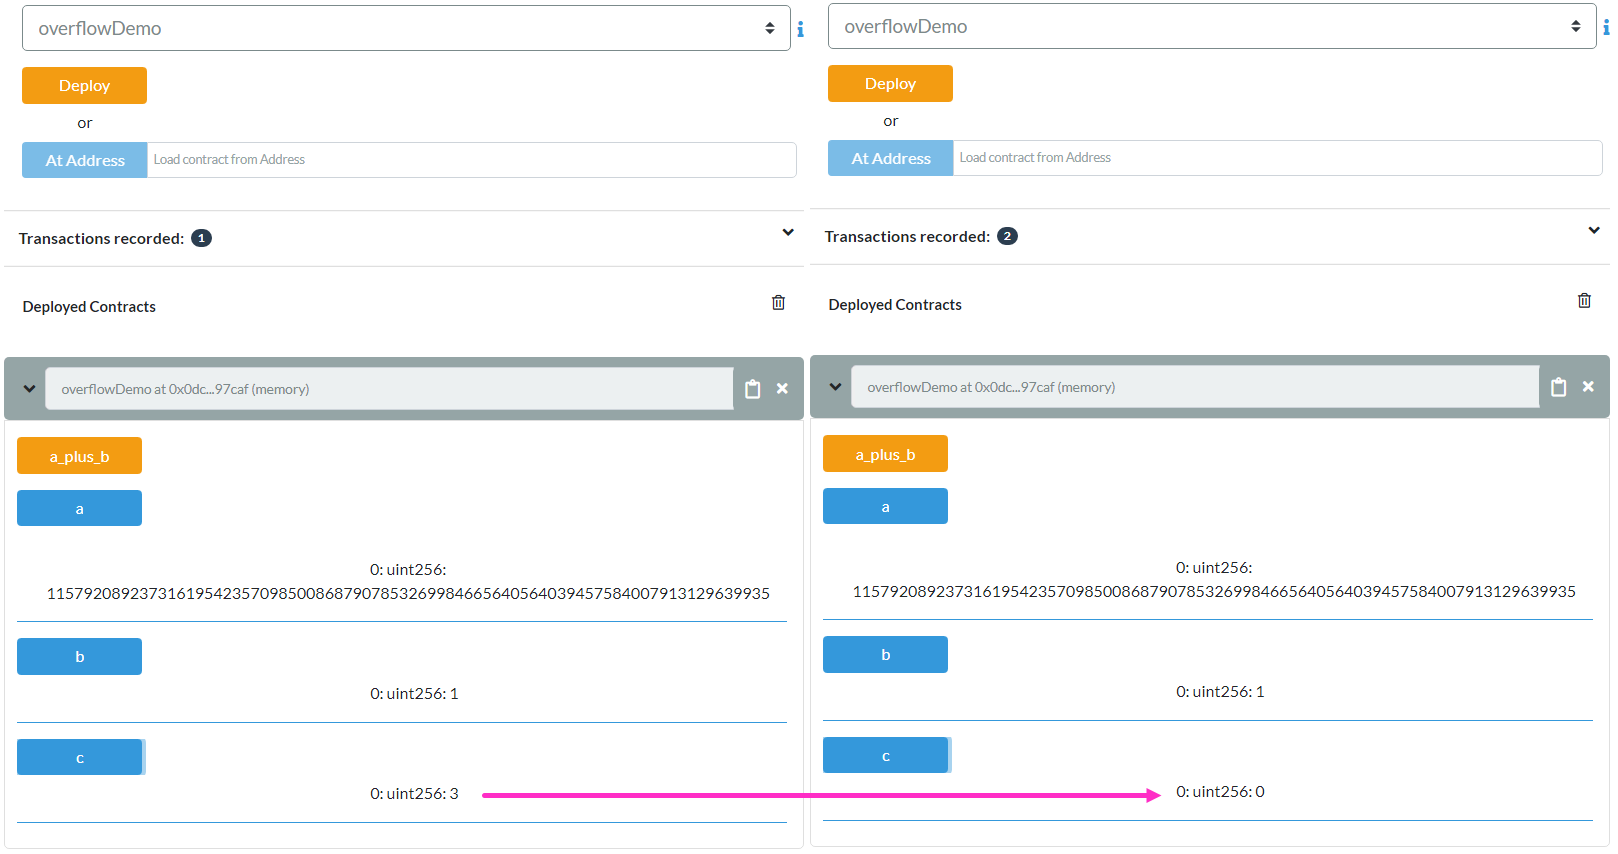 overflowDemo
Deploy
or
At Address Load contract from Address
Transactions recorded: 1
Deployed Contracts
overflowDemo at 0x0dc...97caf (memory)
a_plus_b
a
0: uint256:
115792089237316195423570985008687907853269984665640564039457584007913129639935
b
0: uint256: 1
c
0: uint256: 3
overflowDemo
Deploy
or
At Address Load contract from Address
Transactions recorded: 2
Deployed Contracts
overflowDemo at 0x0dc...97caf (memory)
a_plus_b
a
0: uint256:
115792089237316195423570985008687907853269984665640564039457584007913129639935
b
0: uint256: 1
c
0: uint256: 0